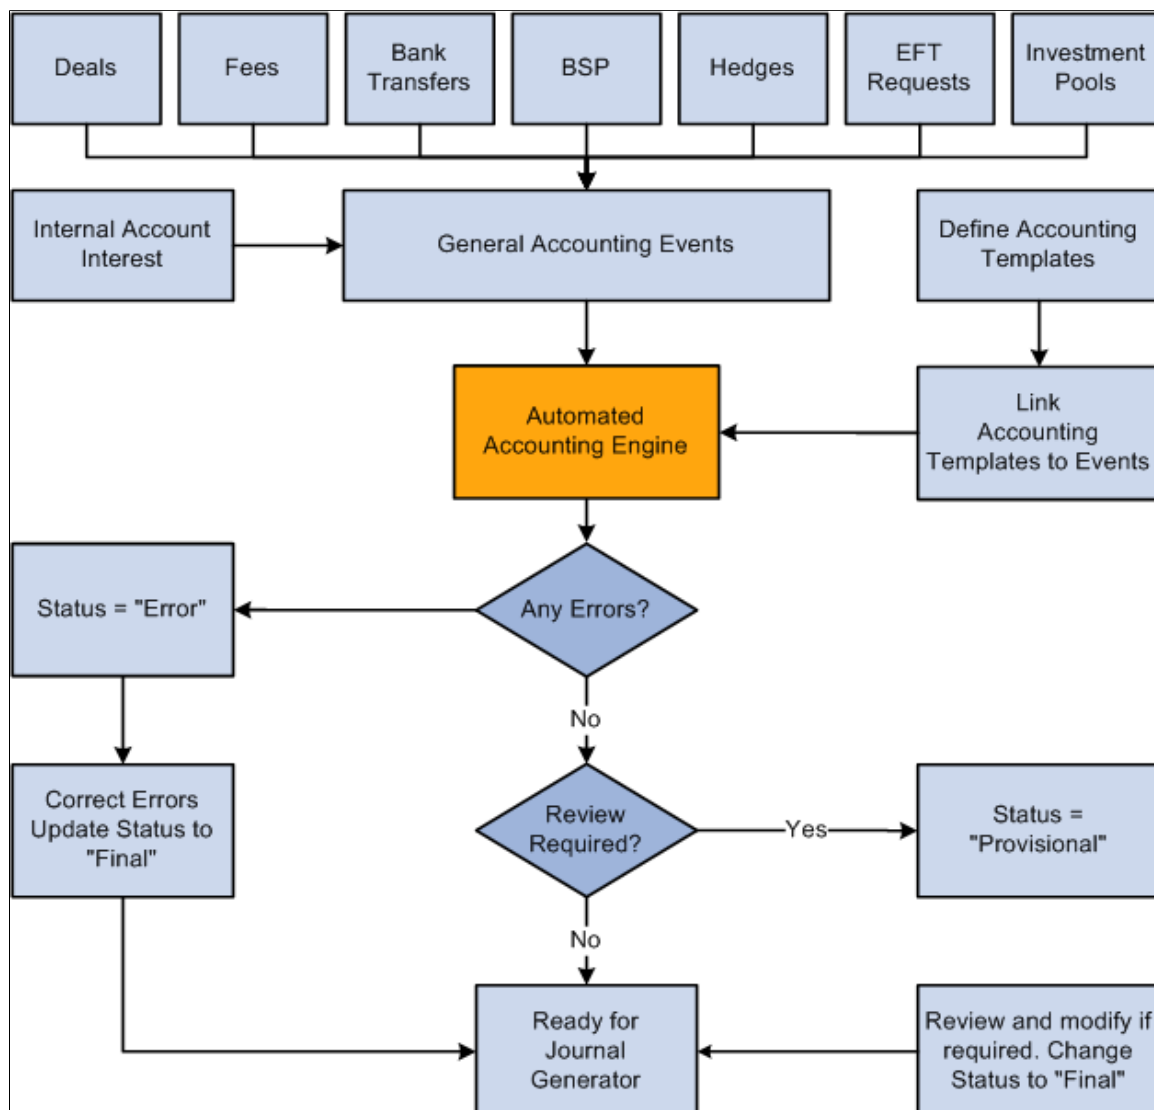 Deals
Fees
Bank
Transfers
BSP
Hedges
EFT
Requests
Investment
Pools
Internal Account
Interest
General Accounting Events
Define Accounting
Templates
Automated
Accounting Engine
Link
Accounting
Templates to Events
Status = "Error"
Any Errors?
No
Correct Errors
Update Status to
"Final"
Review
Required?
Yes
Status =
"Provisional"
No
Ready for
Journal
Generator
Review and modify if
required. Change
Status to "Final"